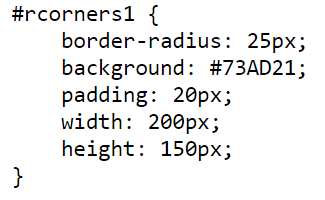 #rcorners1 {
    border-radius: 25px;
    background: #73AD21;
    padding: 20px;
    width: 200px;
    height: 150px;
}